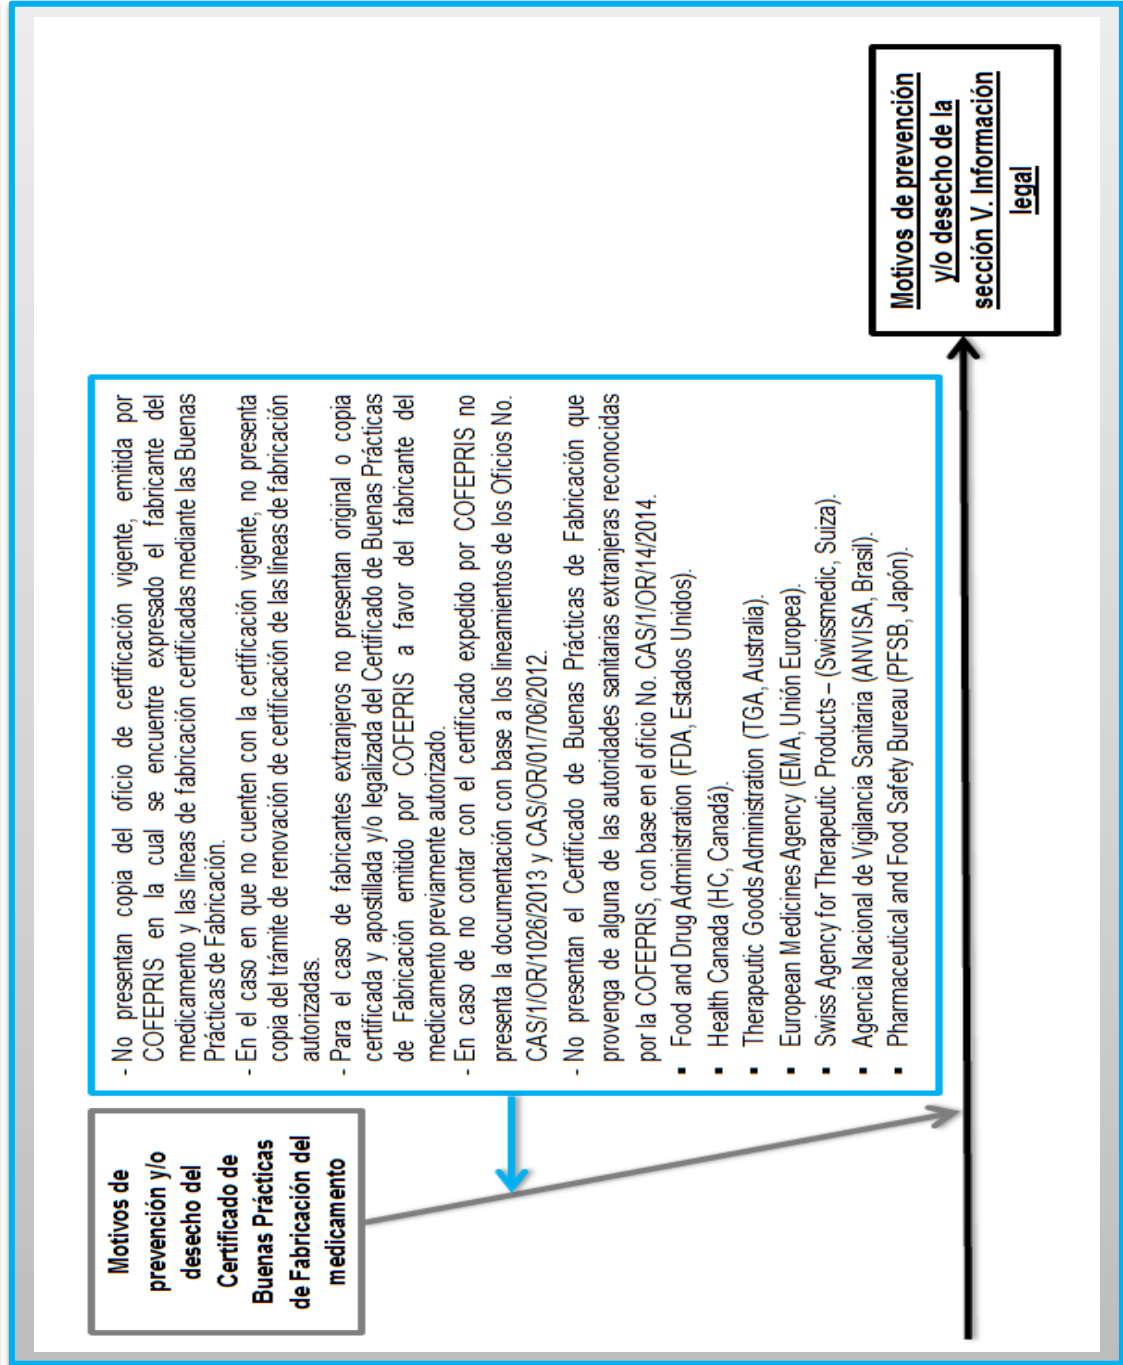 Motivos de
prevención y/o
desecho del
Certificado de
Buenas Prácticas
de Fabricación del
medicamento
- No presentan copia del oficio de certificación vigente, emitida por
COFEPRIS en la cual se encuentre expresado el fabricante del
medicamento y las líneas de fabricación certificadas mediante las Buenas
Prácticas de Fabricación.
- En el caso en que no cuenten con la certificación vigente, no presenta
copia del trámite de renovación de certificación de las líneas de fabricación
autorizadas.
- Para el caso de fabricantes extranjeros no presentan original o copia
certificada y apostillada y/o legalizada del Certificado de Buenas Prácticas
de Fabricación emitido por COFEPRIS a favor del fabricante del
medicamento previamente autorizado.
- En caso de no contar con el certificado expedido por COFEPRIS no
presenta la documentación con base a los lineamientos de los Oficios No.
CAS/1/OR/1026/2013 y CAS/OR/01/706/2012.
- No presentan el Certificado de Buenas Prácticas de Fabricación que
provenga de alguna de las autoridades sanitarias extranjeras reconocidas
por la COFEPRIS, con base en el oficio No. CAS/1/OR/14/2014.
▪ Food and Drug Administration (FDA, Estados Unidos).
▪ Health Canada (HC, Canadá).
▪ Therapeutic Goods Administration (TGA, Australia).
▪ European Medicines Agency (EMA, Unión Europea).
▪ Swiss Agency for Therapeutic Products – (Swissmedic, Suiza).
▪ Agencia Nacional de Vigilancia Sanitaria (ANVISA, Brasil).
▪ Pharmaceutical and Food Safety Bureau (PFSB, Japón).
Motivos de prevención
y/o desecho de la
sección V. Información
legal